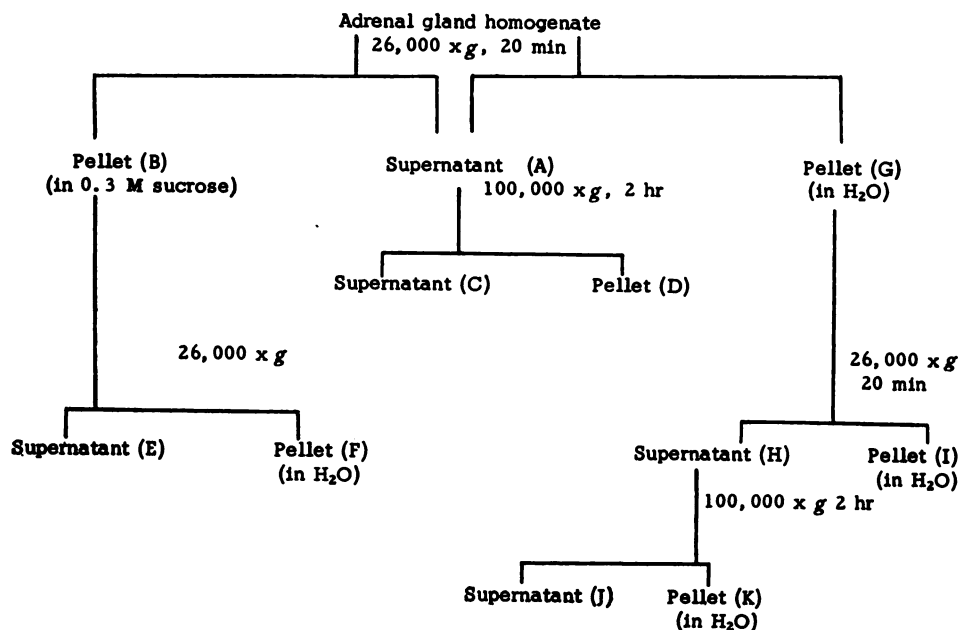 Adrenal gland homogenate
26,000 x g, 20 min
Pellet (B)
(in 0.3 M sucrose)
Supernatant (A)
100,000 x g, 2 hr
Pellet (G)
(in H₂O)
Supernatant (C)
Pellet (D)
26,000 x g
26,000 x g
20 min
Supernatant (E)
Pellet (F)
(in H₂O)
Supernatant (H)
Pellet (I)
(in H₂O)
100,000 x g 2 hr
Supernatant (J)
Pellet (K)
(in H₂O)